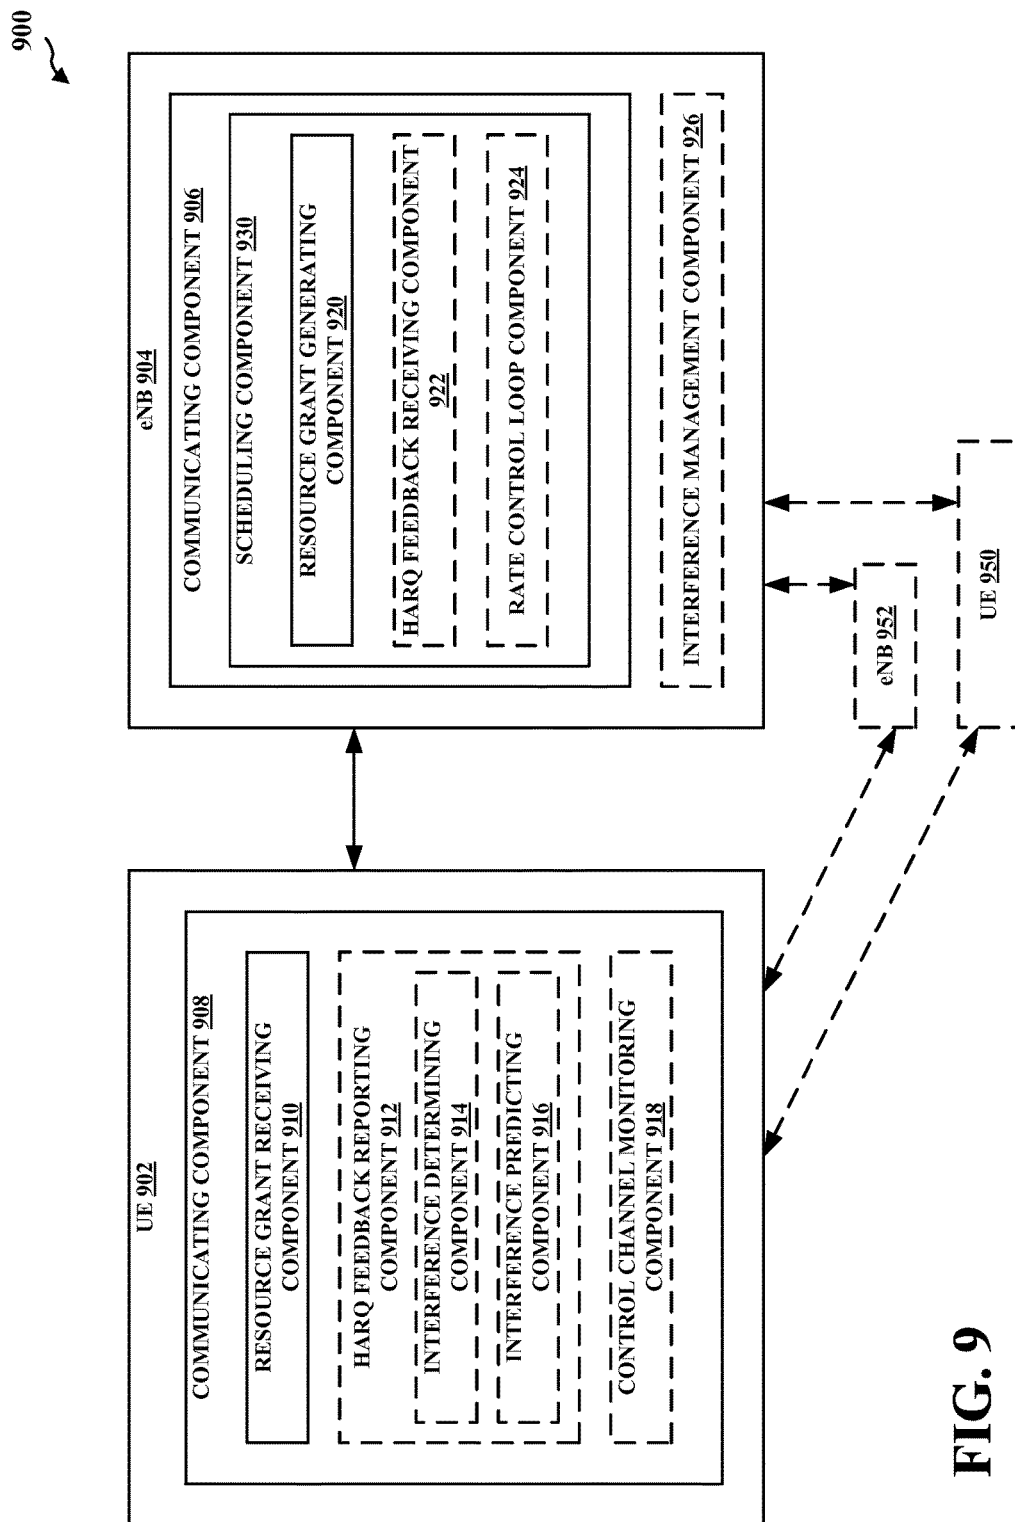 900
UE 902
COMMUNICATING COMPONENT 908
RESOURCE GRANT RECEIVING
COMPONENT 910
HARQ FEEDBACK REPORTING
COMPONENT 912
INTERFERENCE DETERMINING
COMPONENT 914
INTERFERENCE PREDICTING
COMPONENT 916
CONTROL CHANNEL MONITORING
COMPONENT 918
eNB 904
COMMUNICATING COMPONENT 906
SCHEDULING COMPONENT 930
RESOURCE GRANT GENERATING
COMPONENT 920
HARQ FEEDBACK RECEIVING COMPONENT
922
RATE CONTROL LOOP COMPONENT 924
INTERFERENCE MANAGEMENT COMPONENT 926
eNB 952
UE 950
FIG. 9